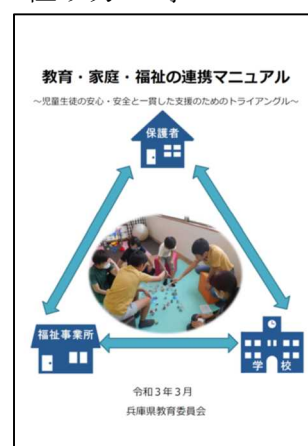 教育・家庭・福祉の連携マニュアル
～児童生徒の安心・安全と一貫した支援のためのトライアングル～
保護者
福祉事業所
学校
令和３年３月
兵庫県教育委員会